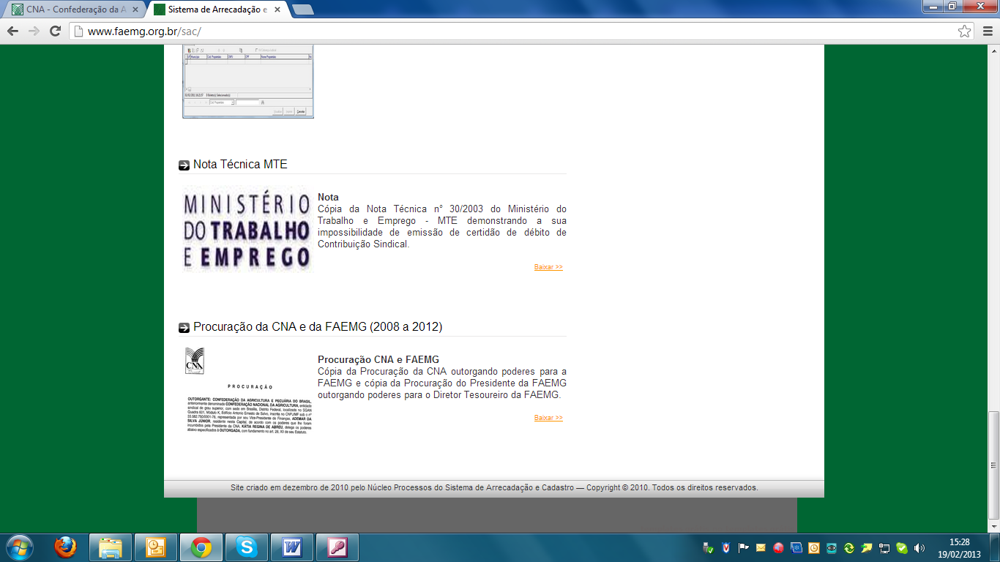 CNA - Confederação da A
Sistema de Arrecadação e
www.faemg.org.br/sac/
Nota Técnica MTE
MINISTÉRIO
DO TRABALHO
E EMPREGO
Nota
Cópia da Nota Técnica n° 30/2003 do Ministério do
Trabalho e Emprego - MTE demonstrando a sua
impossibilidade de emissão de certidão de débito de
Contribuição Sindical.
Baixar >>
Procuração da CNA e da FAEMG (2008 a 2012)
CNA
Brasil
PROCURAÇÃO
OUTORGANTE: CONFEDERAÇÃO DA AGRICULTURA E PECUÁRIA DO BRASIL,
anteriormente denominada CONFEDERAÇÃO NACIONAL DA AGRICULTURA, entidade
sindical de grau superior, com sede em Brasília, Distrito Federal, localizada no SGAN
Quadra 601, Módulo K, Edifício Antonio Ernesto de Salvo, inscrita no CNPJ/MF sob o nº
33.582.750/0001-78, representada por seu Vice-Presidente de Finanças, ADEMAR DA
SILVA JÚNIOR, residente nesta Capital, de acordo com os poderes que lhe foram
incumbidos pela Presidente da CNA, KÁTIA REGINA DE ABREU, delega os poderes
abaixo especificados à OUTORGADA, com fundamento no art. 28, XII de seu Estatuto.
Procuração CNA e FAEMG
Cópia da Procuração da CNA outorgando poderes para a
FAEMG e cópia da Procuração do Presidente da FAEMG
outorgando poderes para o Diretor Tesoureiro da FAEMG.
Baixar >>
Site criado em dezembro de 2010 pelo Núcleo Processos do Sistema de Arrecadação e Cadastro — Copyright © 2010. Todos os direitos reservados.
15:28
19/02/2013